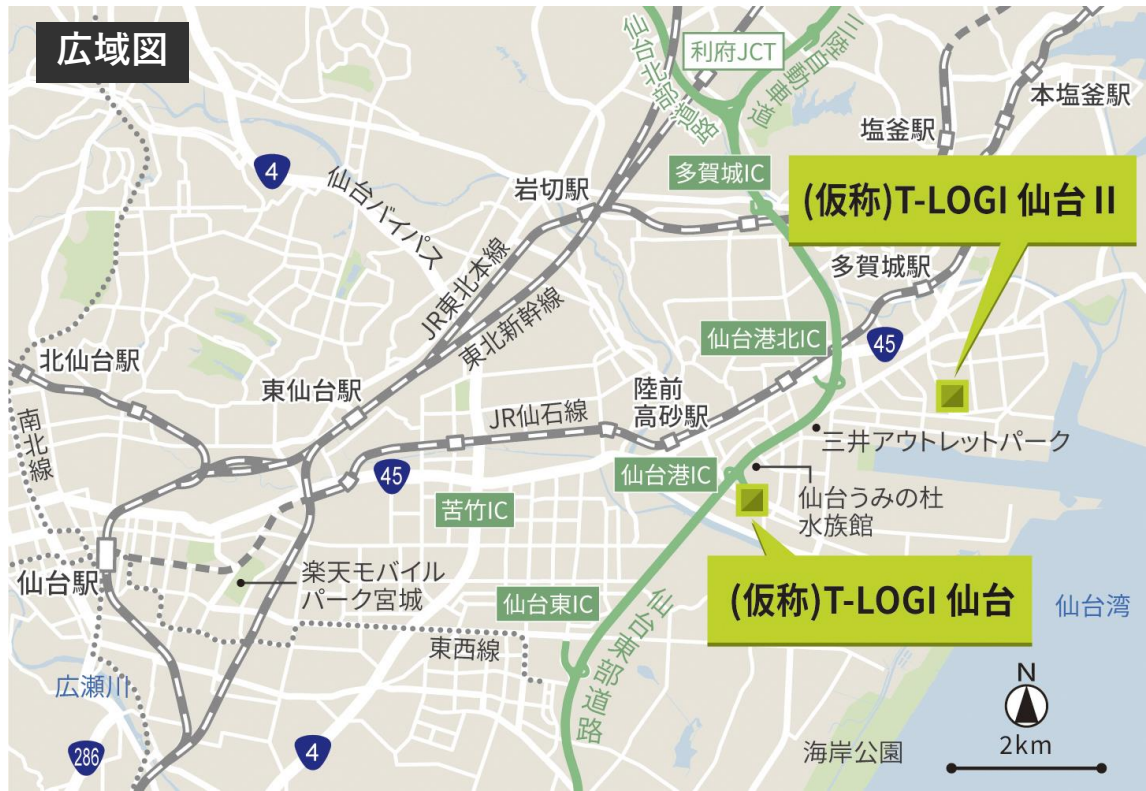 広域図
仙台北部道路
利府JCT
三陸自動車道
本塩釜駅
塩釜駅
4
仙台バイパス
岩切駅
多賀城IC
(仮称)T-LOGI 仙台 II
JR東北本線
東北新幹線
多賀城駅
仙台港北IC
45
北仙台駅
東仙台駅
陸前
高砂駅
南北線
JR仙石線
三井アウトレットパーク
45
仙台港IC
苦竹IC
仙台うみの杜
水族館
仙台駅
楽天モバイル
パーク宮城
仙台東IC
(仮称)T-LOGI 仙台
仙台湾
仙台東部道路
東西線
広瀬川
N
286
4
海岸公園
2km